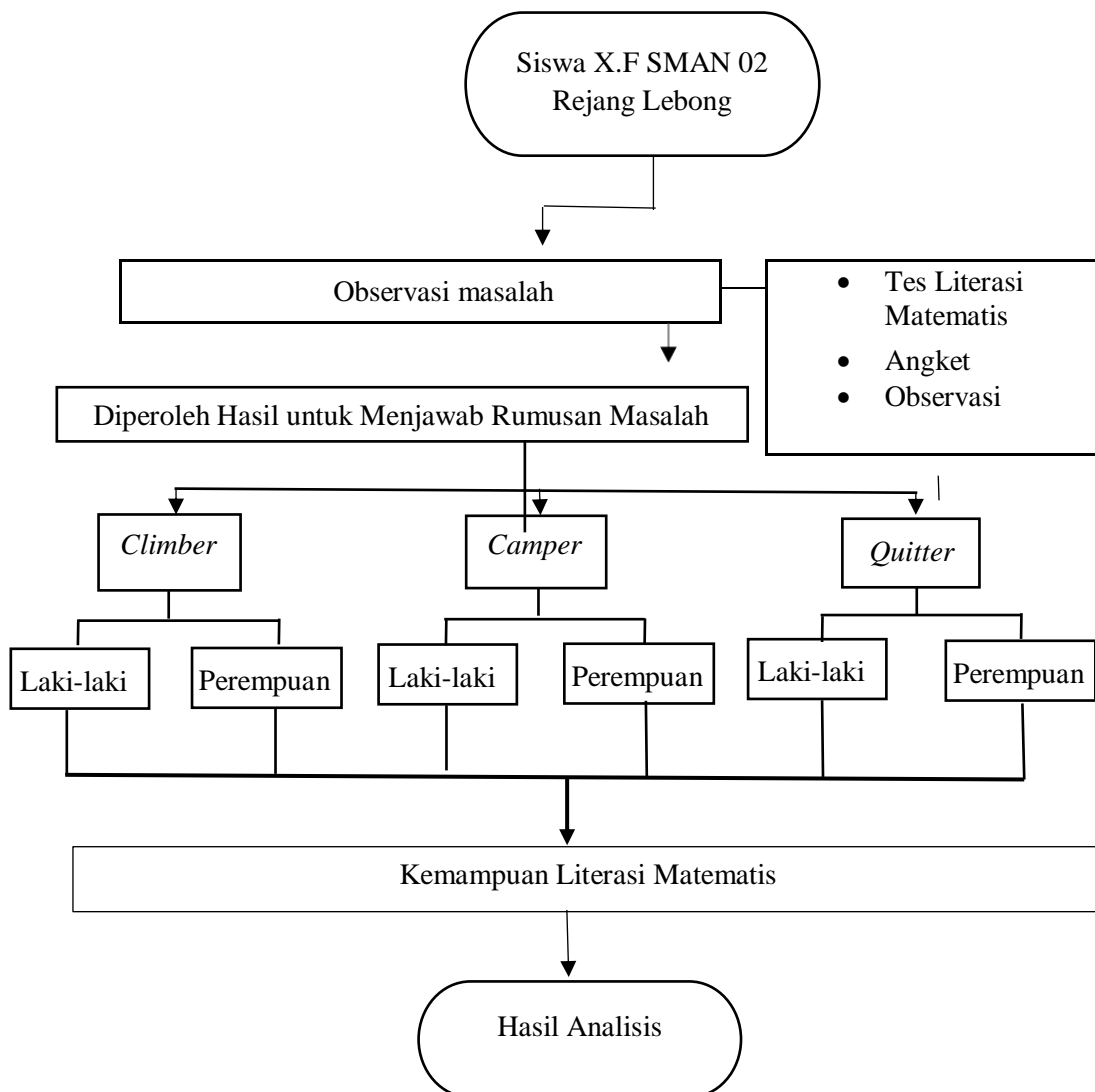 Siswa X.F SMAN 02
Rejang Lebong
Observasi masalah
• Tes Literasi
Matematis
• Angket
• Observasi
Diperoleh Hasil untuk Menjawab Rumusan Masalah
Climber
Camper
Quitter
Laki-laki
Perempuan
Laki-laki
Perempuan
Laki-laki
Perempuan
Kemampuan Literasi Matematis
Hasil Analisis